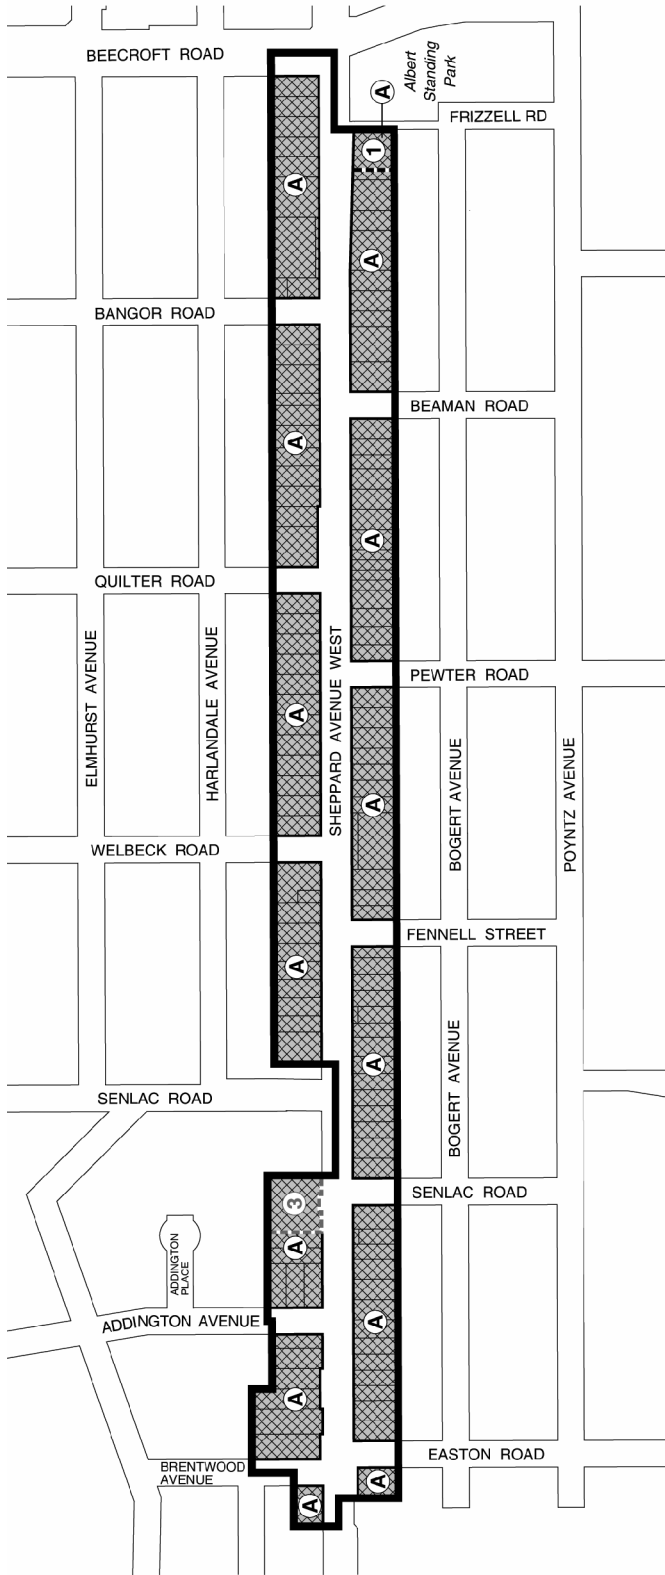 BEECROFT ROAD
Albert
Standing
Park
A
FRIZZELL RD
1
A
A
BANGOR ROAD
BEAMAN ROAD
A
A
QUILTER ROAD
ELMHURST AVENUE
HARLANDALE AVENUE
SHEPPARD AVENUE WEST
PEWTER ROAD
A
A
BOGERT AVENUE
POYNTZ AVENUE
WELBECK ROAD
FENNELL STREET
A
A
BOGERT AVENUE
SENLAC ROAD
SENLAC ROAD
3
A
ADDINGTON
PLACE
ADDINGTON AVENUE
A
A
EASTON ROAD
BRENTWOOD
AVENUE
A
A